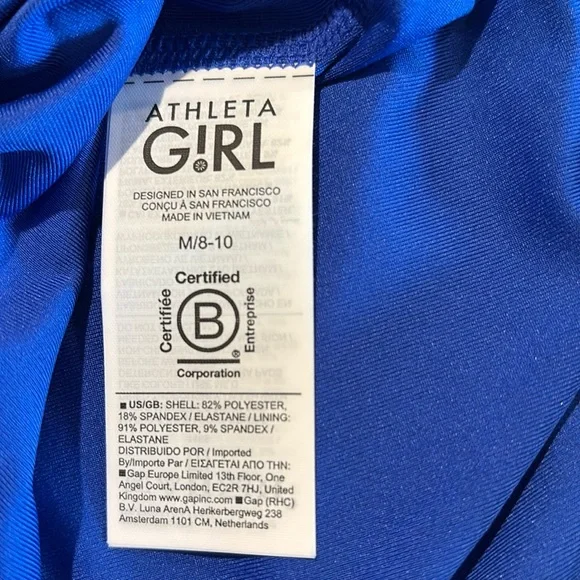 ATHLETA
G!RL
DESIGNED IN SAN FRANCISCO
CONÇU À SAN FRANCISCO
MADE IN VIETNAM
M/8-10
Certified
Certifiée
B
Entreprise
®
Corporation
■ US/GB: SHELL: 82% POLYESTER,
18% SPANDEX / ELASTANE / LINING:
91% POLYESTER, 9% SPANDEX /
ELASTANE
DISTRIBUIDO POR / Imported
By/Importe Par / ΕΙΣΑΓΕΤΑΙ ΑΠΟ ΤΗΝ:
■ Gap Europe Limited 13th Floor, One
Angel Court, London, EC2R 7HJ, United
Kingdom www.gapinc.com ■ Gap (RHC)
B.V. Luna ArenA Herikerbergweg 238
Amsterdam 1101 CM, Netherlands